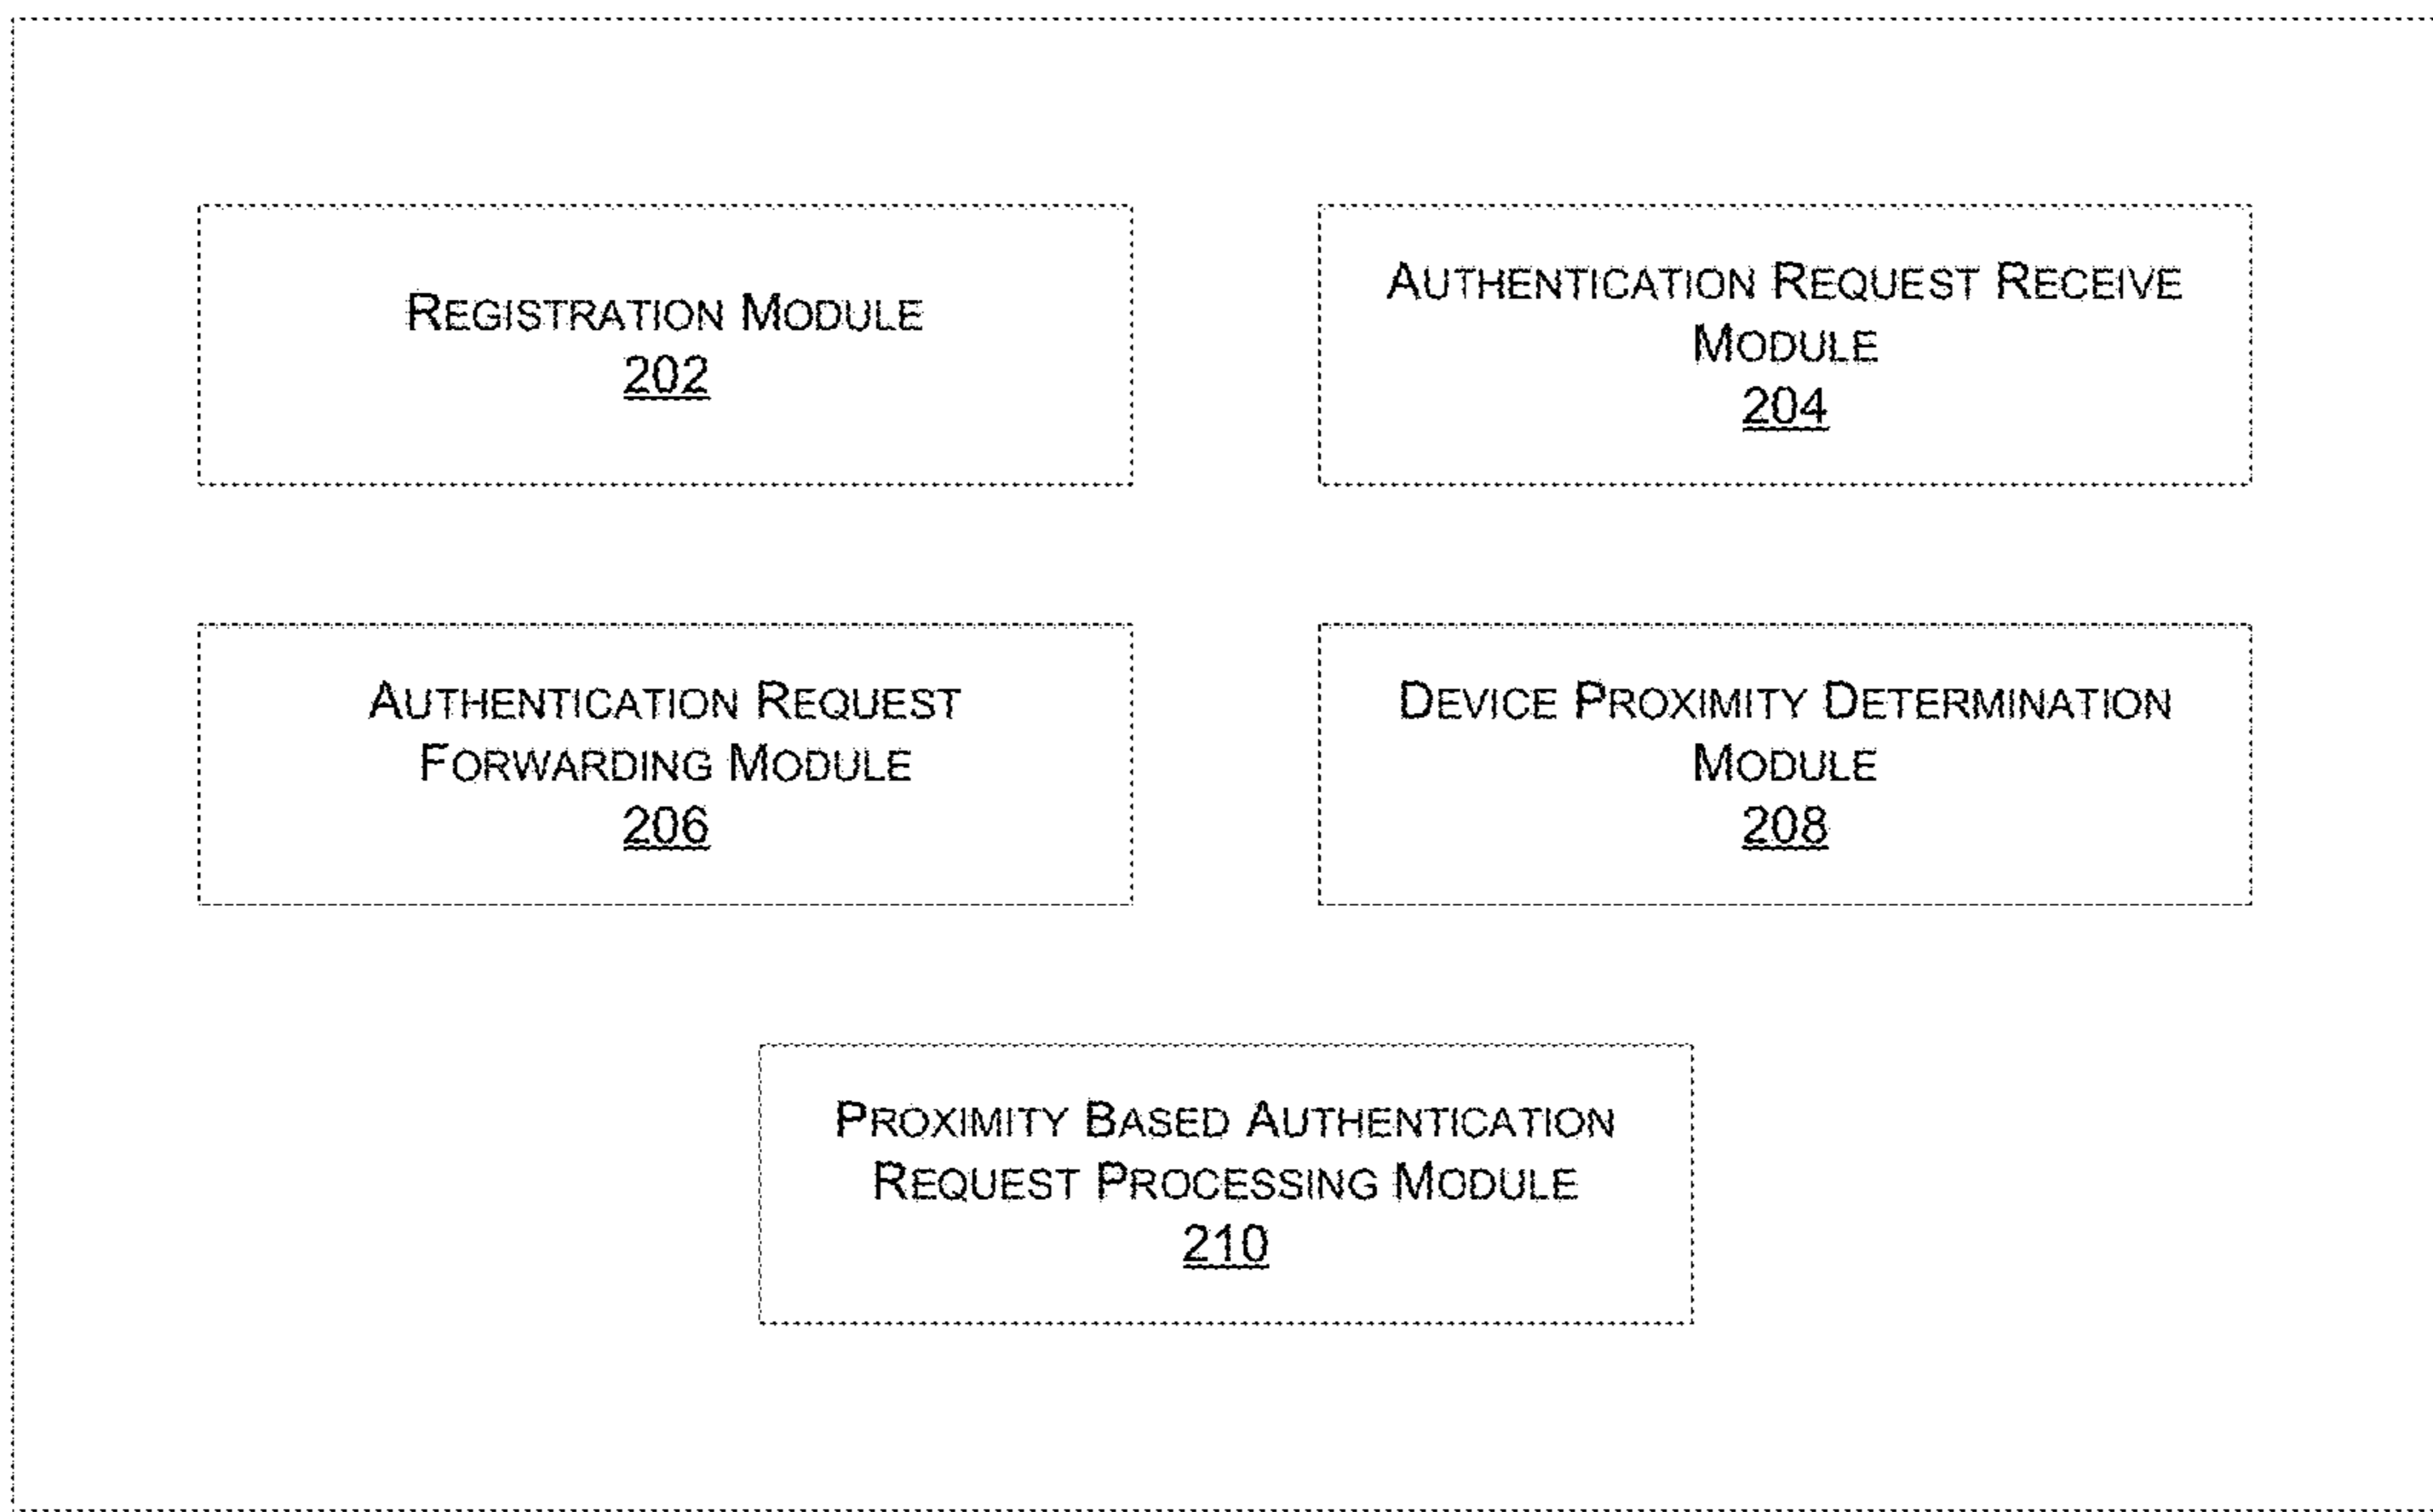 REGISTRATION MODULE
202
AUTHENTICATION REQUEST RECEIVE
MODULE
204
AUTHENTICATION REQUEST
FORWARDING MODULE
206
DEVICE PROXIMITY DETERMINATION
MODULE
208
PROXIMITY BASED AUTHENTICATION
REQUEST PROCESSING MODULE
210